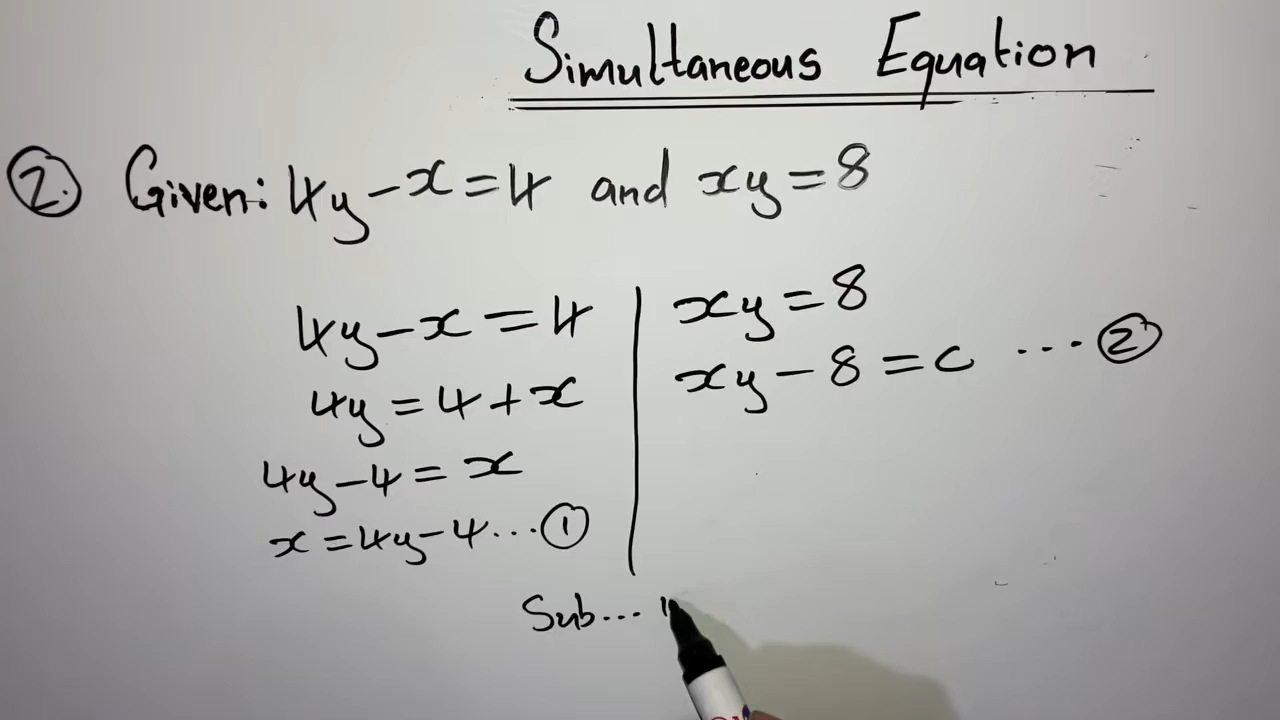 Simultaneous Equation
② Given: 4y - x = 4 and xy = 8
4y - x = 4
4y = 4 + x
4y - 4 = x
x = 4y - 4 ... ①
xy = 8
xy - 8 = c ... ②
Sub...